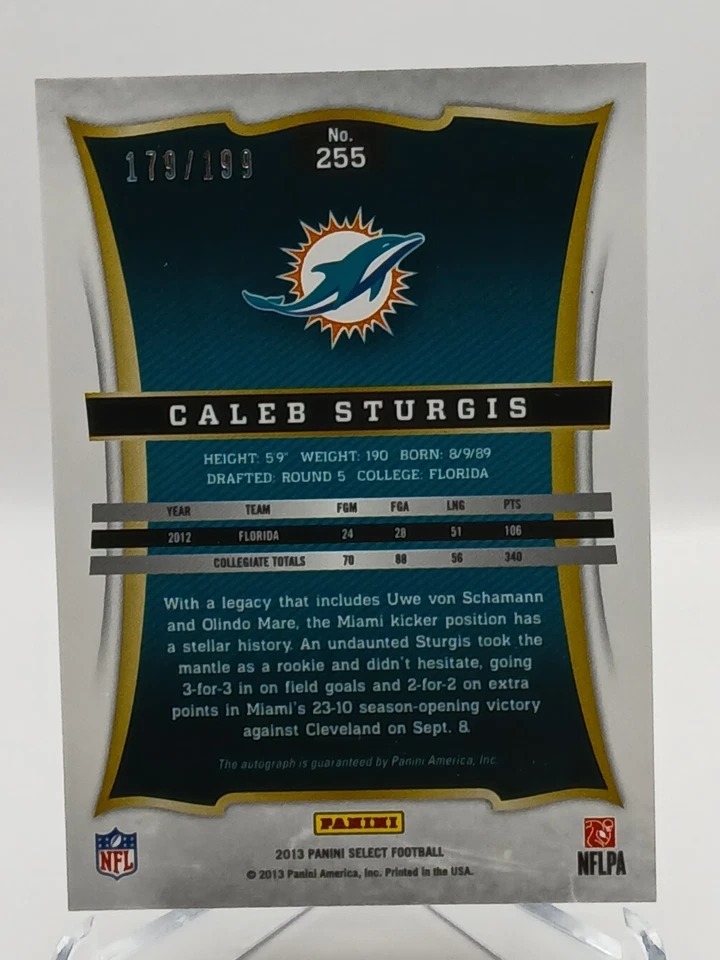 179/199
No.
255
CALEB STURGIS
HEIGHT: 5'9" WEIGHT: 190 BORN: 8/9/89
DRAFTED: ROUND 5 COLLEGE: FLORIDA
YEAR TEAM FGM FGA LNG PTS
2012 FLORIDA 24 28 51 106
COLLEGIATE TOTALS 70 88 56 340
With a legacy that includes Uwe von Schamann
and Olindo Mare, the Miami kicker position has
a stellar history. An undaunted Sturgis took the
mantle as a rookie and didn't hesitate, going
3-for-3 in on field goals and 2-for-2 on extra
points in Miami's 23-10 season-opening victory
against Cleveland on Sept. 8.
The autograph is guaranteed by Panini America, Inc.
PANINI
NFL
2013 PANINI SELECT FOOTBALL
© 2013 Panini America, Inc. Printed in the USA.
NFLPA